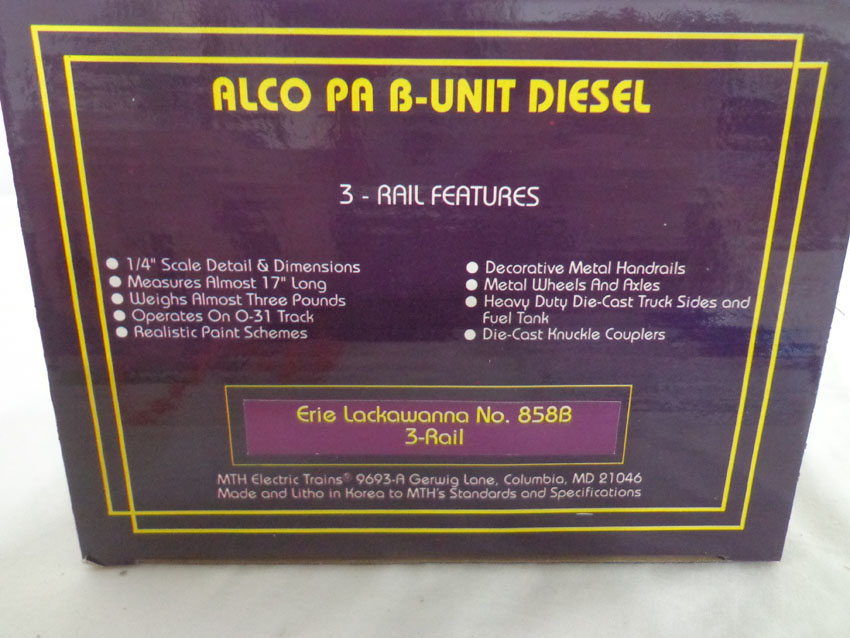 ALCO PA B-UNIT DIESEL
3 - RAIL FEATURES
● 1/4" Scale Detail & Dimensions
● Measures Almost 17" Long
● Weighs Almost Three Pounds
● Operates On O-31 Track
● Realistic Paint Schemes
● Decorative Metal Handrails
● Metal Wheels And Axles
● Heavy Duty Die-Cast Truck Sides and
Fuel Tank
● Die-Cast Knuckle Couplers
Erie Lackawanna No. 858B
3-Rail
MTH Electric Trains® 9693-A Gerwig Lane, Columbia, MD 21046
Made and Litho in Korea to MTH's Standards and Specifications